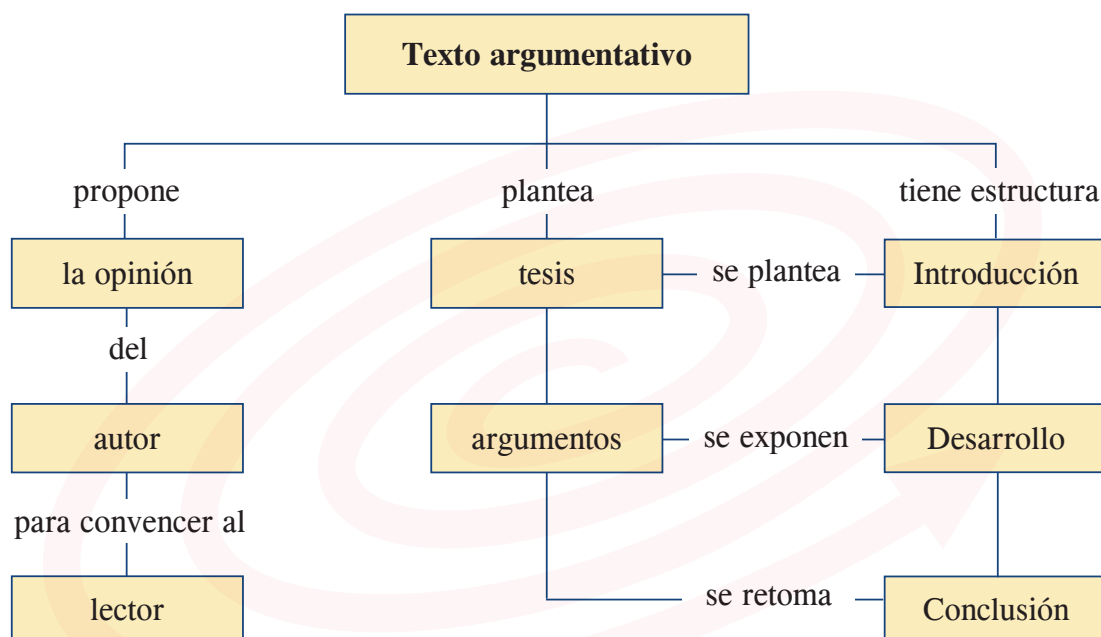 Texto argumentativo
propone
plantea
tiene estructura
la opinión
tesis
se plantea
Introducción
del
autor
argumentos
se exponen
Desarrollo
para convencer al
lector
se retoma
Conclusión